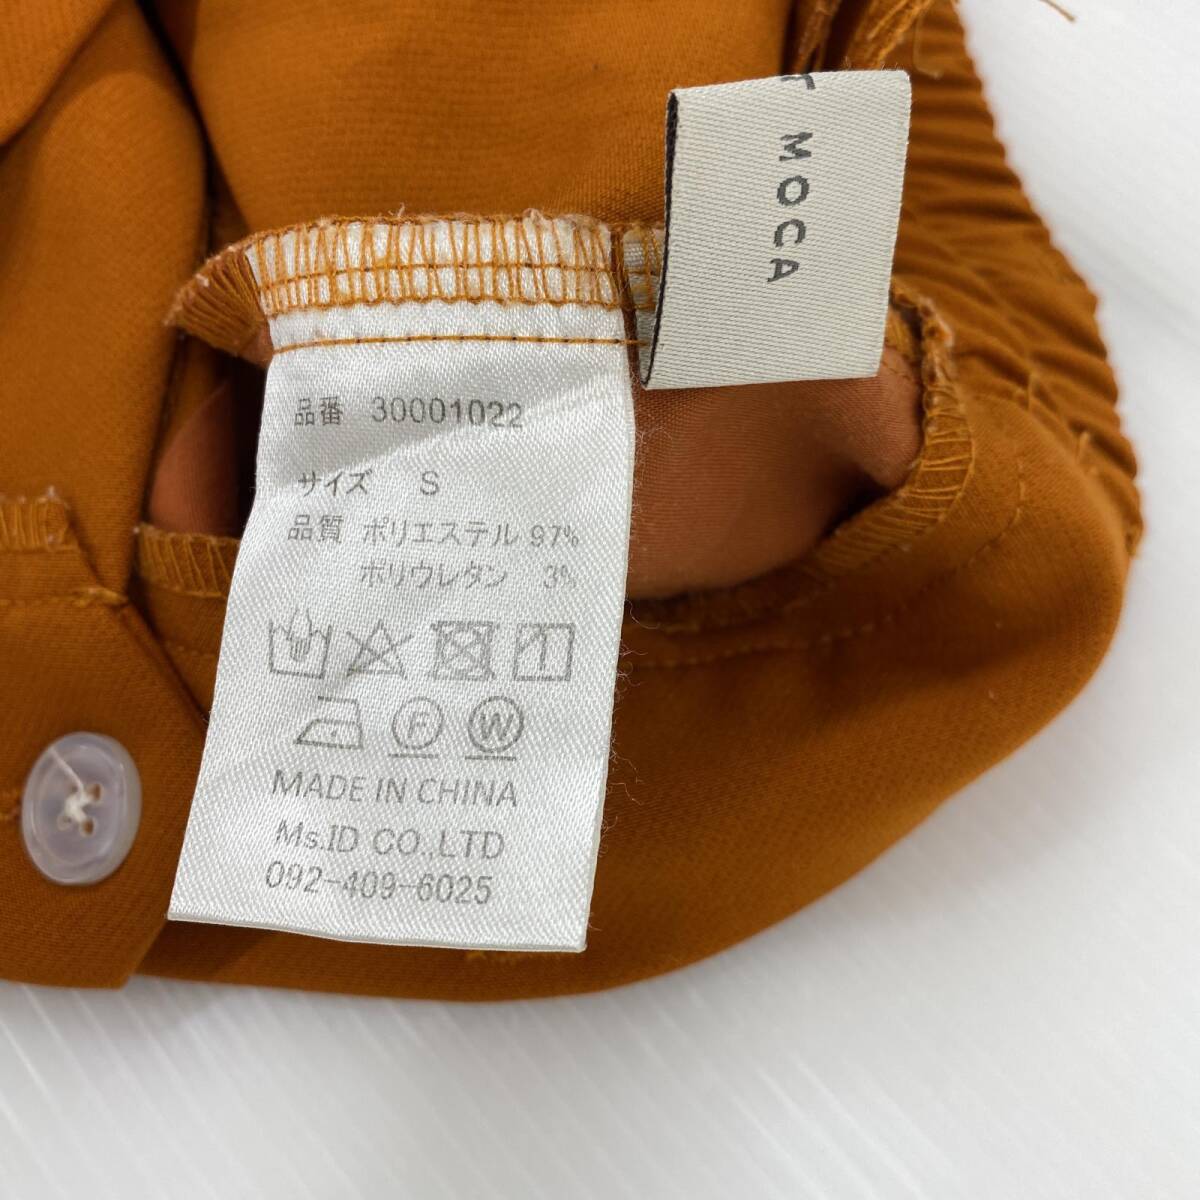 T MOCA
品番 30001022
サイズ S
品質 ポリエステル 97%
ポリウレタン 3%
F W
MADE IN CHINA
Ms.ID CO.,LTD
092-409-6025